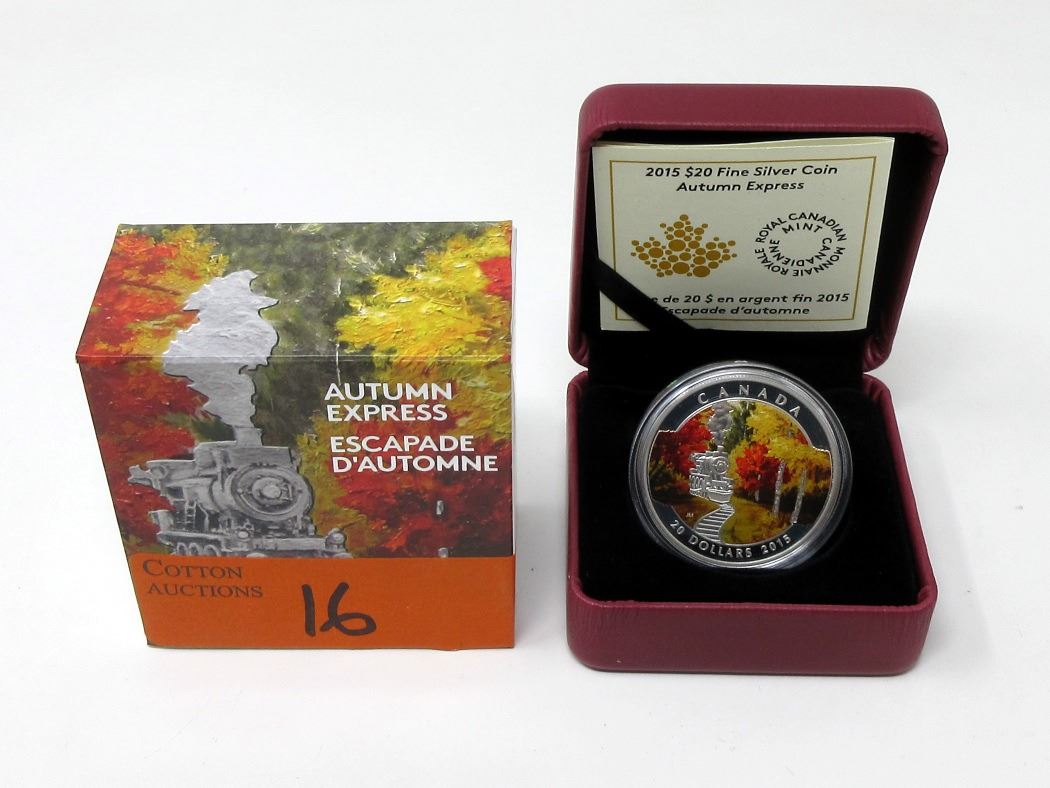 AUTUMN
EXPRESS
ESCAPADE
D'AUTOMNE
COTTON
AUCTIONS
16
2015 $20 Fine Silver Coin
Autumn Express
ROYAL CANADIAN MINT
MONNAIE ROYALE CANADIENNE
de 20 $ en argent fin 2015
Escapade d'automne
CANADA
JM
20 DOLLARS 2015